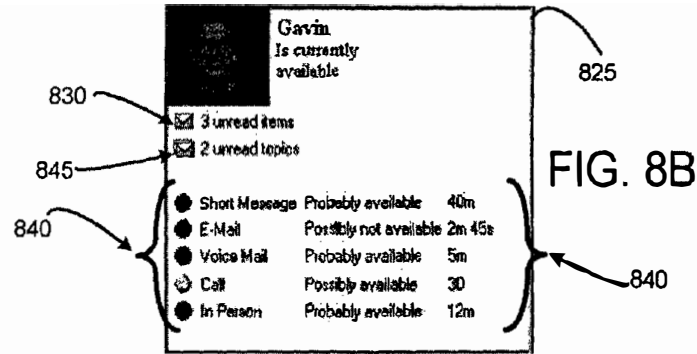 Gavin
Is currently
available
825
830
3 unread items
845
2 unread topics
FIG. 8B
840
Short Message Probably available 40m
E-Mail Possibly not available 2m 45s
Voice Mail Probably available 5m
Call Possibly available 30
In Person Probably available 12m
840